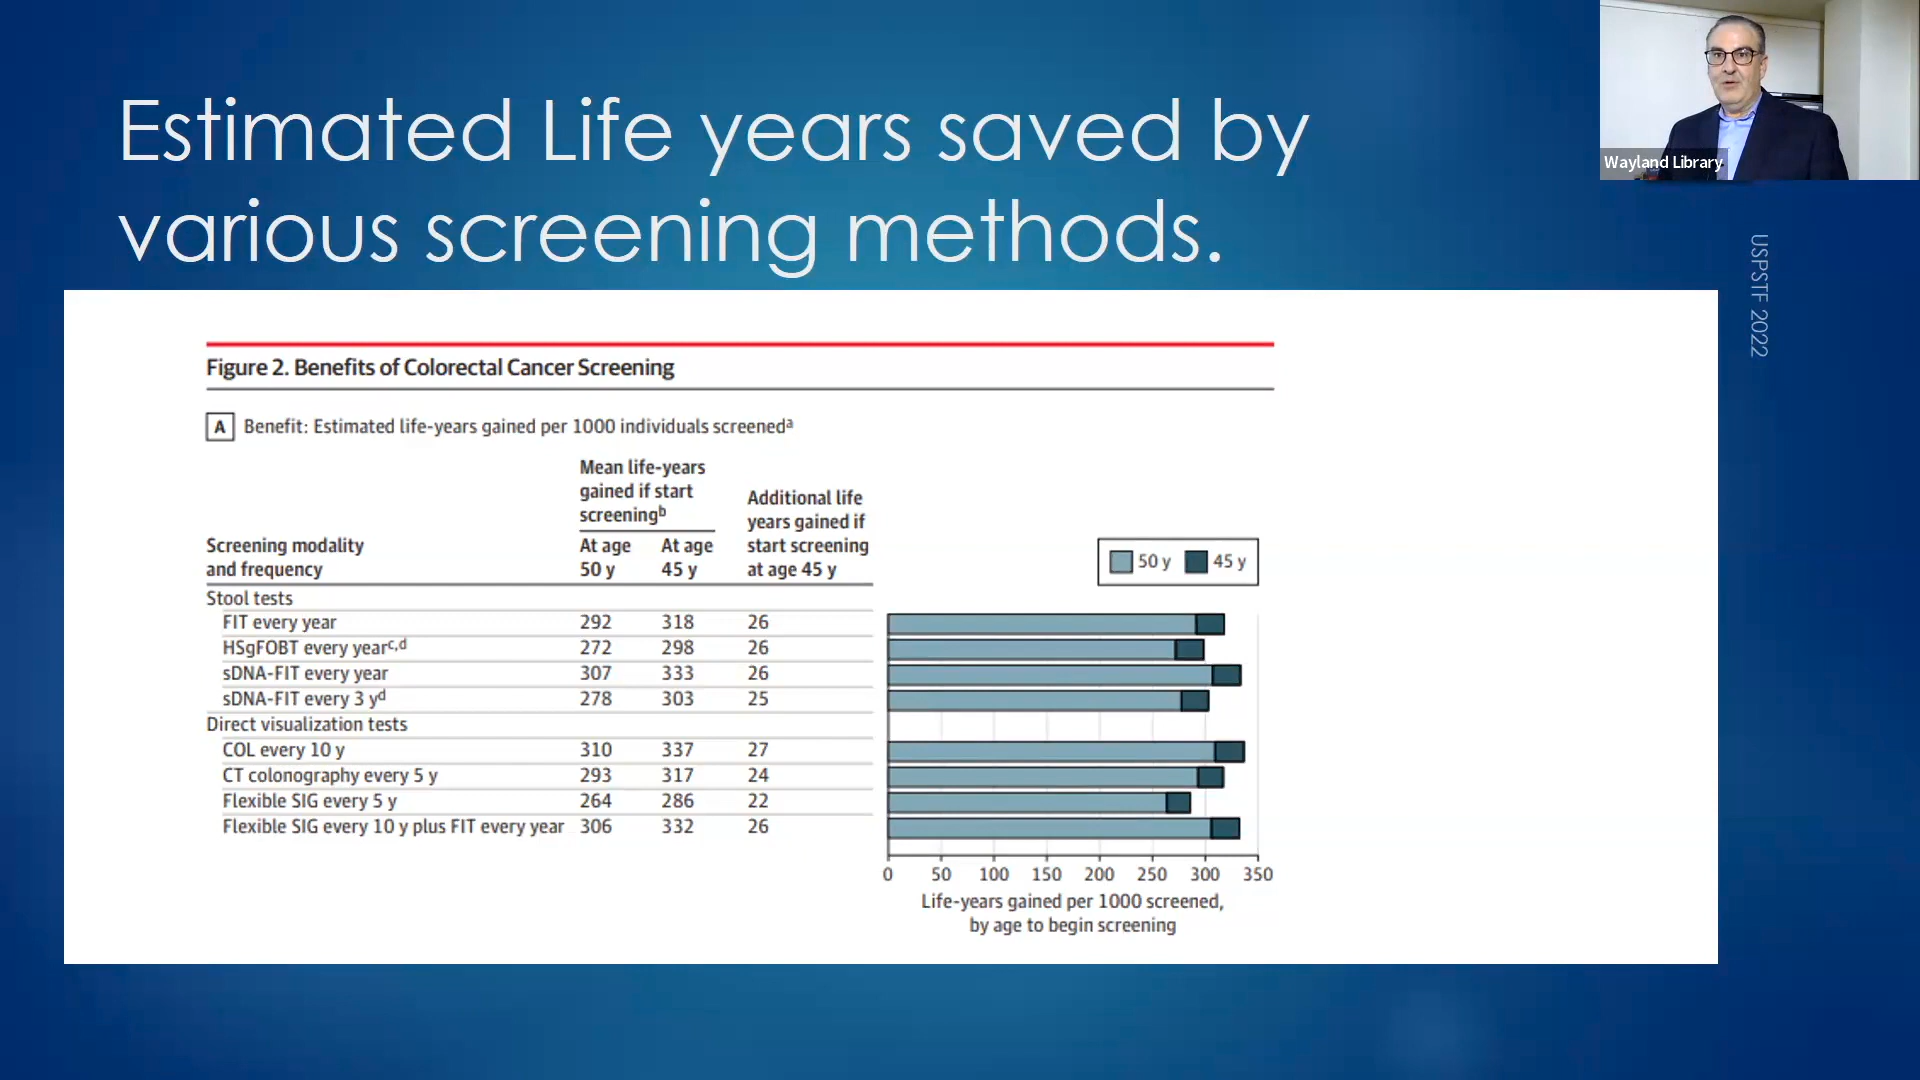 Estimated Life years saved by
various screening methods.
Wayland Library
USPSTF 2022
Figure 2. Benefits of Colorectal Cancer Screening
A Benefit: Estimated life-years gained per 1000 individuals screenedᵃ
Mean life-years
gained if start
screeningᵇ
Additional life
years gained if
start screening
at age 45 y
Screening modality
and frequency
At age
50 y
At age
45 y
50 y 45 y
Stool tests
FIT every year 292 318 26
HSgFOBT every yearᶜ,ᵈ 272 298 26
sDNA-FIT every year 307 333 26
sDNA-FIT every 3 yᵈ 278 303 25
Direct visualization tests
COL every 10 y 310 337 27
CT colonography every 5 y 293 317 24
Flexible SIG every 5 y 264 286 22
Flexible SIG every 10 y plus FIT every year 306 332 26
0 50 100 150 200 250 300 350
Life-years gained per 1000 screened,
by age to begin screening